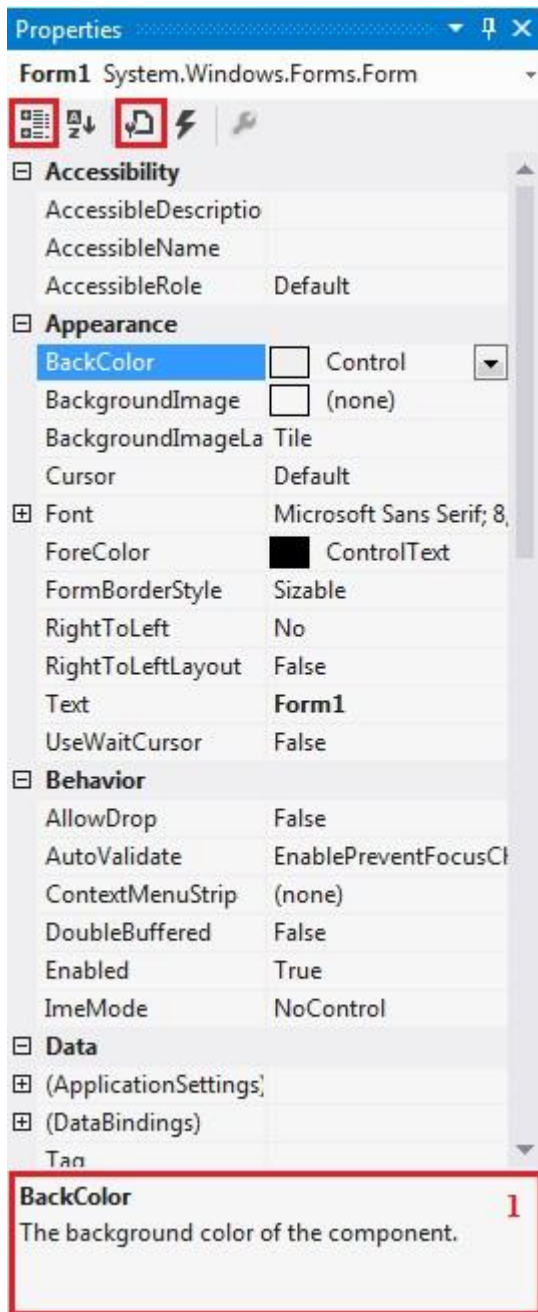 Properties
Form1 System.Windows.Forms.Form
Accessibility
AccessibleDescriptio
AccessibleName
AccessibleRole Default
Appearance
BackColor Control
BackgroundImage (none)
BackgroundImageLa Tile
Cursor Default
Font Microsoft Sans Serif; 8,
ForeColor ControlText
FormBorderStyle Sizable
RightToLeft No
RightToLeftLayout False
Text Form1
UseWaitCursor False
Behavior
AllowDrop False
AutoValidate EnablePreventFocusCh
ContextMenuStrip (none)
DoubleBuffered False
Enabled True
ImeMode NoControl
Data
(ApplicationSettings)
(DataBindings)
Tag
BackColor 1
The background color of the component.